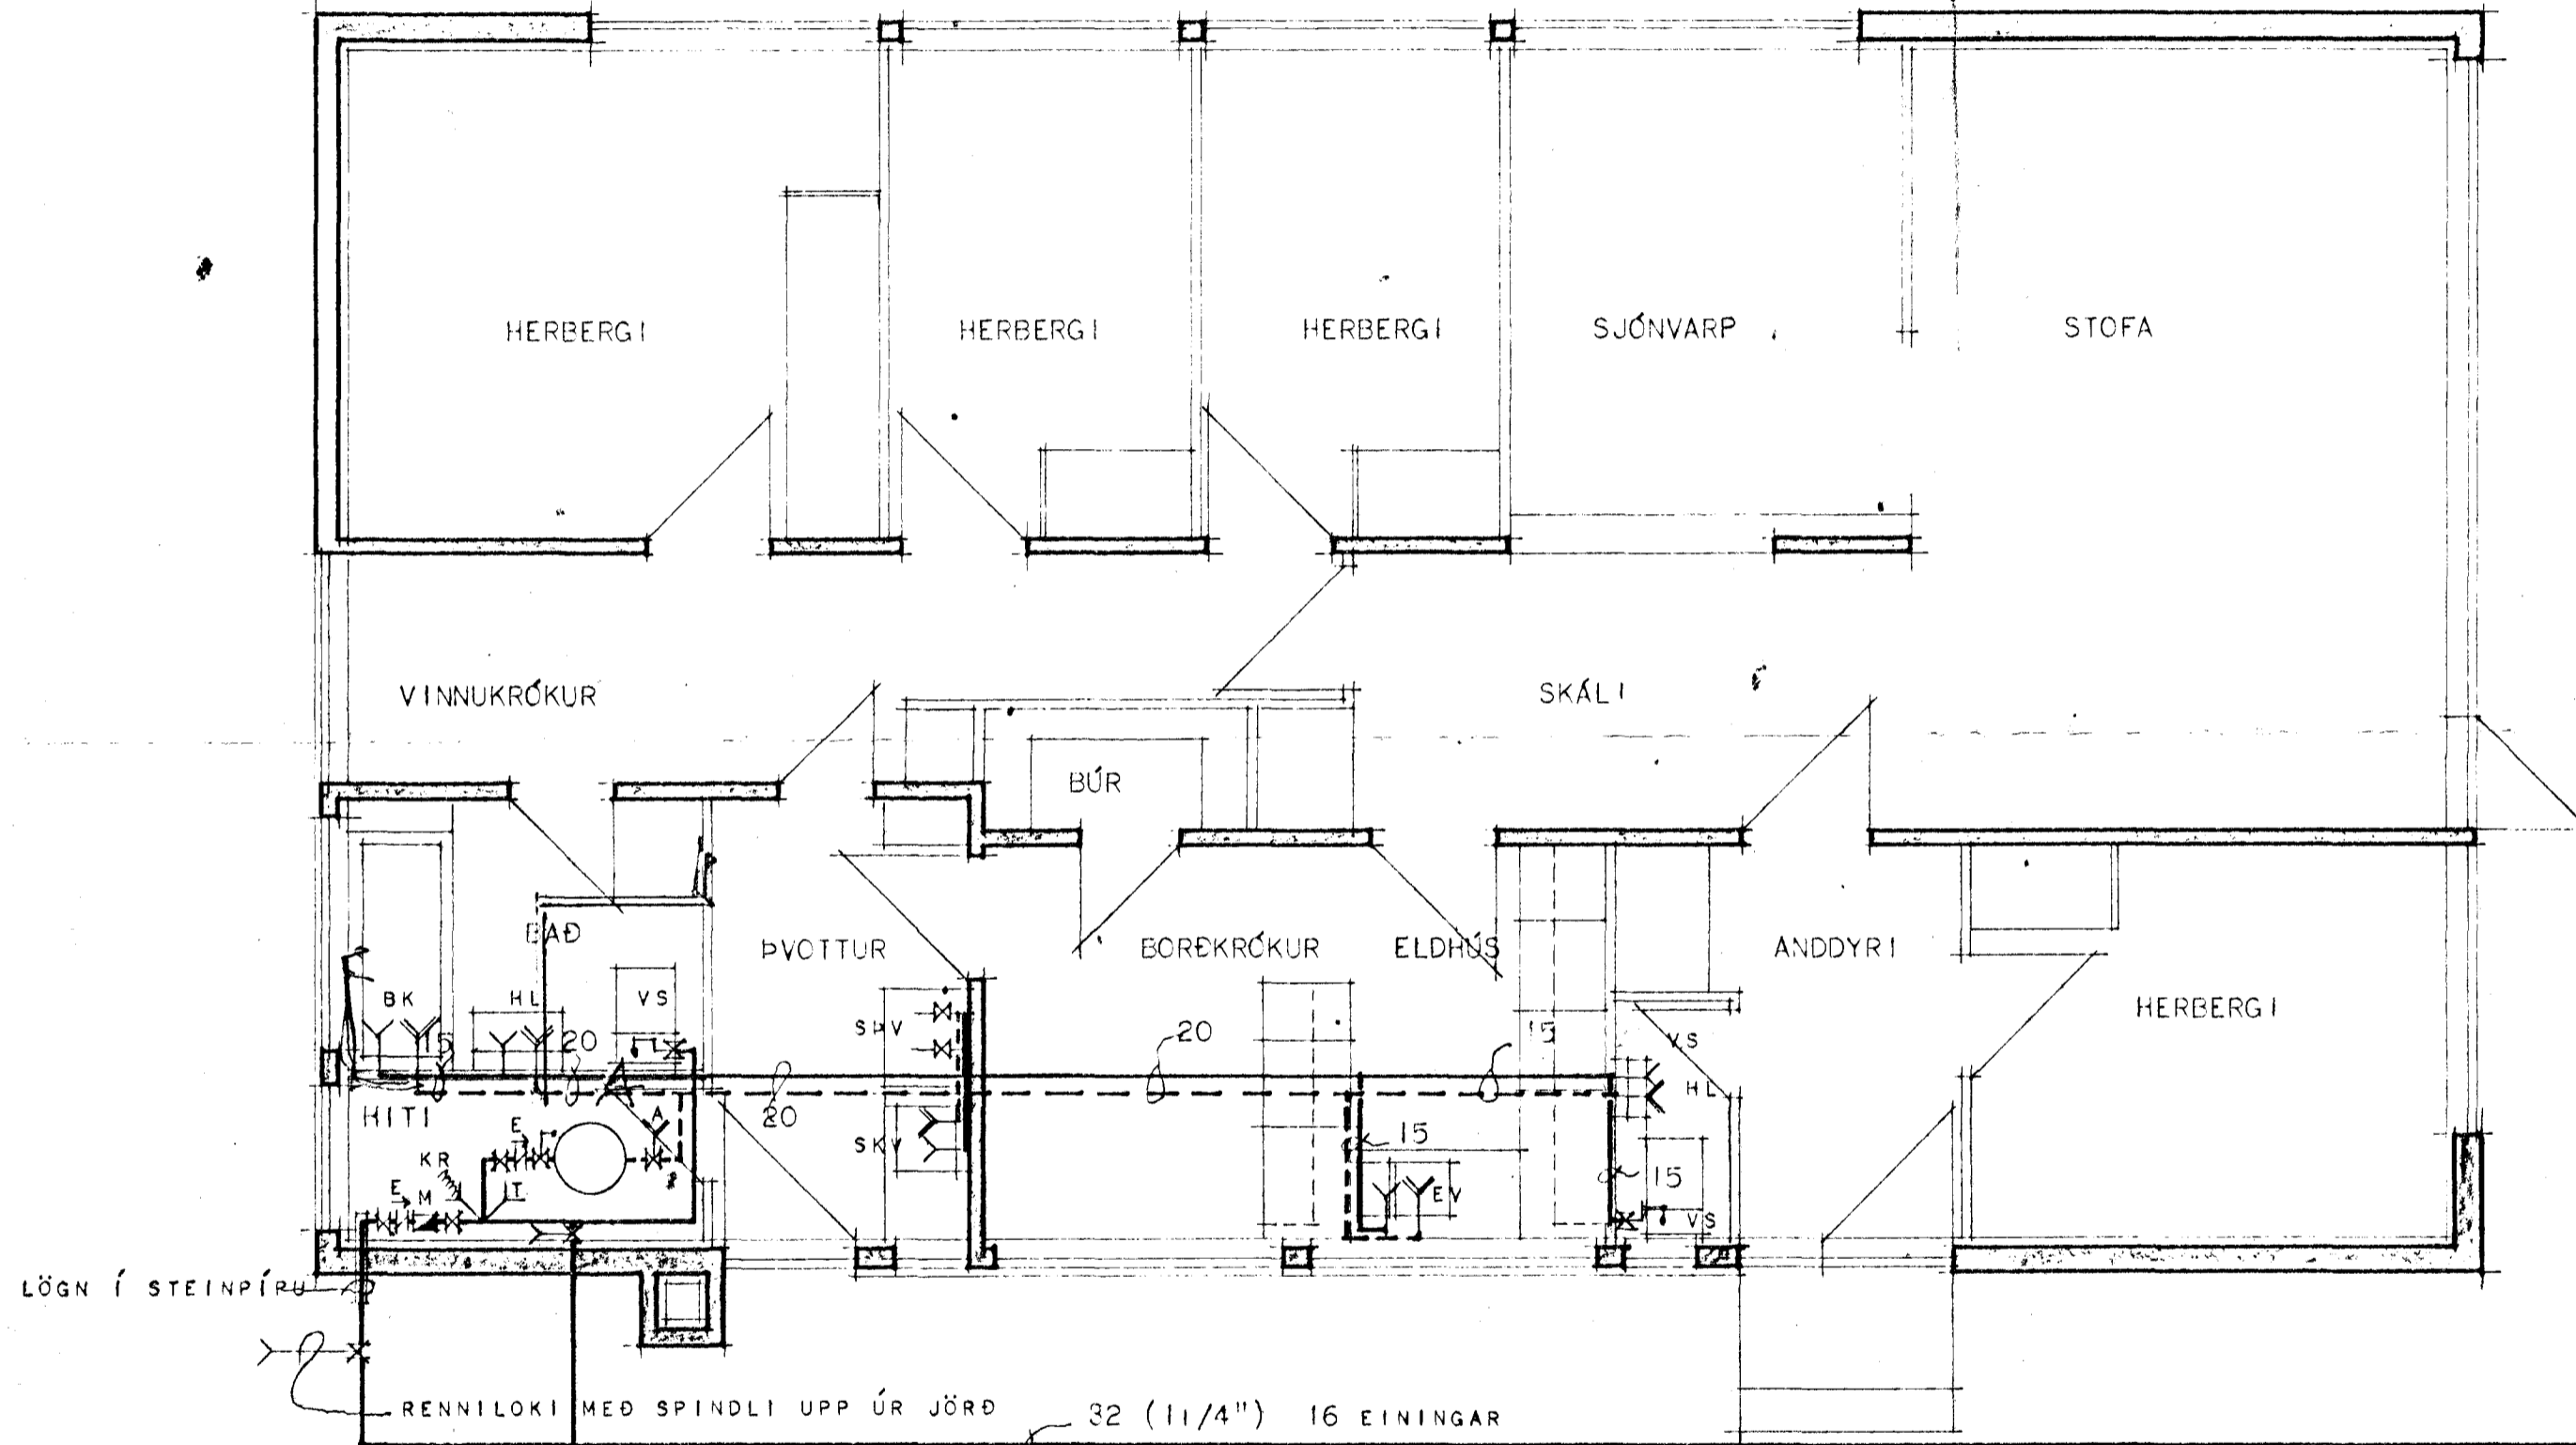 HERBERGI
HERBERGI
HERBERGI
SJÓNVARP
STOFA
VINNUKRÓKUR
SKÁLI
BÚR
BAÐ
ÞVOTTUR
BORÐKRÓKUR
ELDHÚS
ANDDYRI
HERBERGI
BK
HL
VS
SÞV
15
20
20
15
VS
HL
HITI
E
A
20
SKV
15
KR
T
EV
15
E
M
VS
LÖGN Í STEINPÍPU
RENNILOKI MEÐ SPINDLI UPP ÚR JÖRÐ
32 (11/4") 16 EININGAR